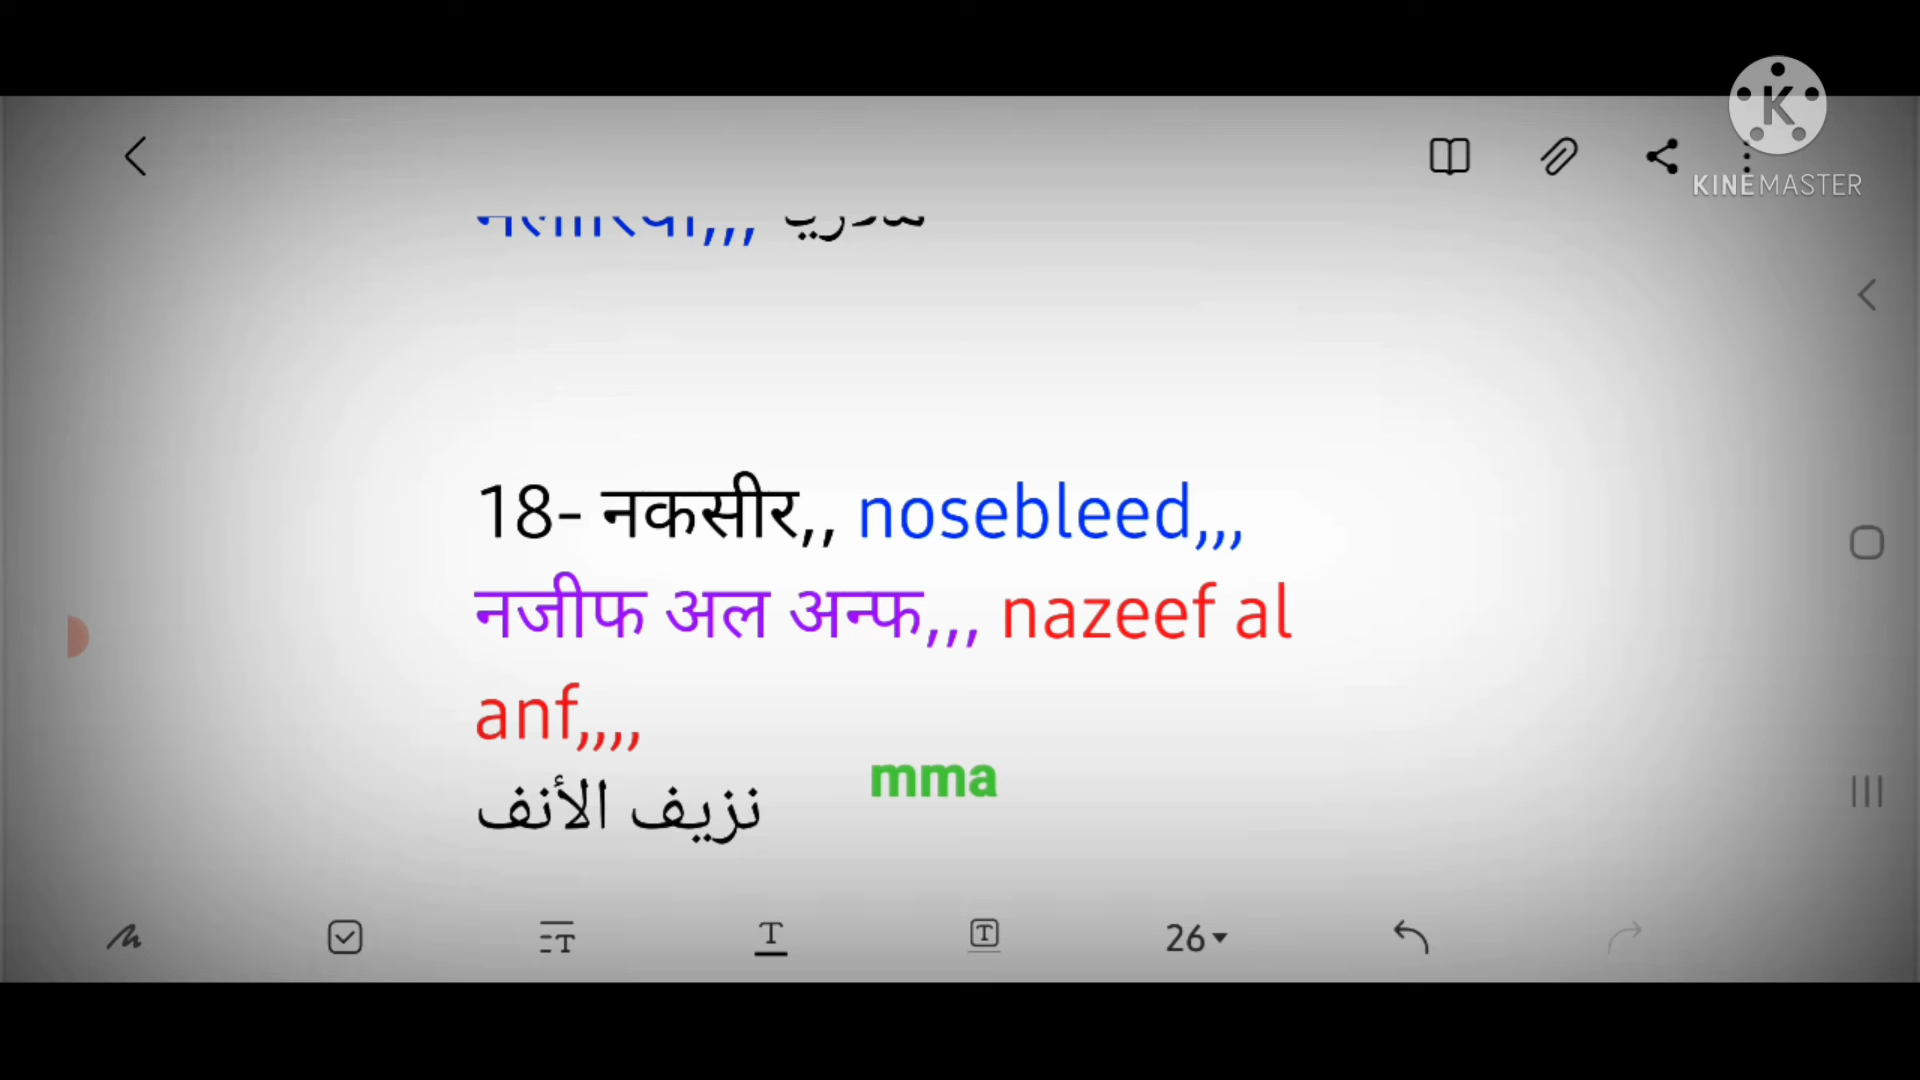 KINEMASTER
18- नकसीर,, nosebleed,,,
नजीफ अल अन्फ,,, nazeef al
anf,,,,
نزيف الأنف
mma
26